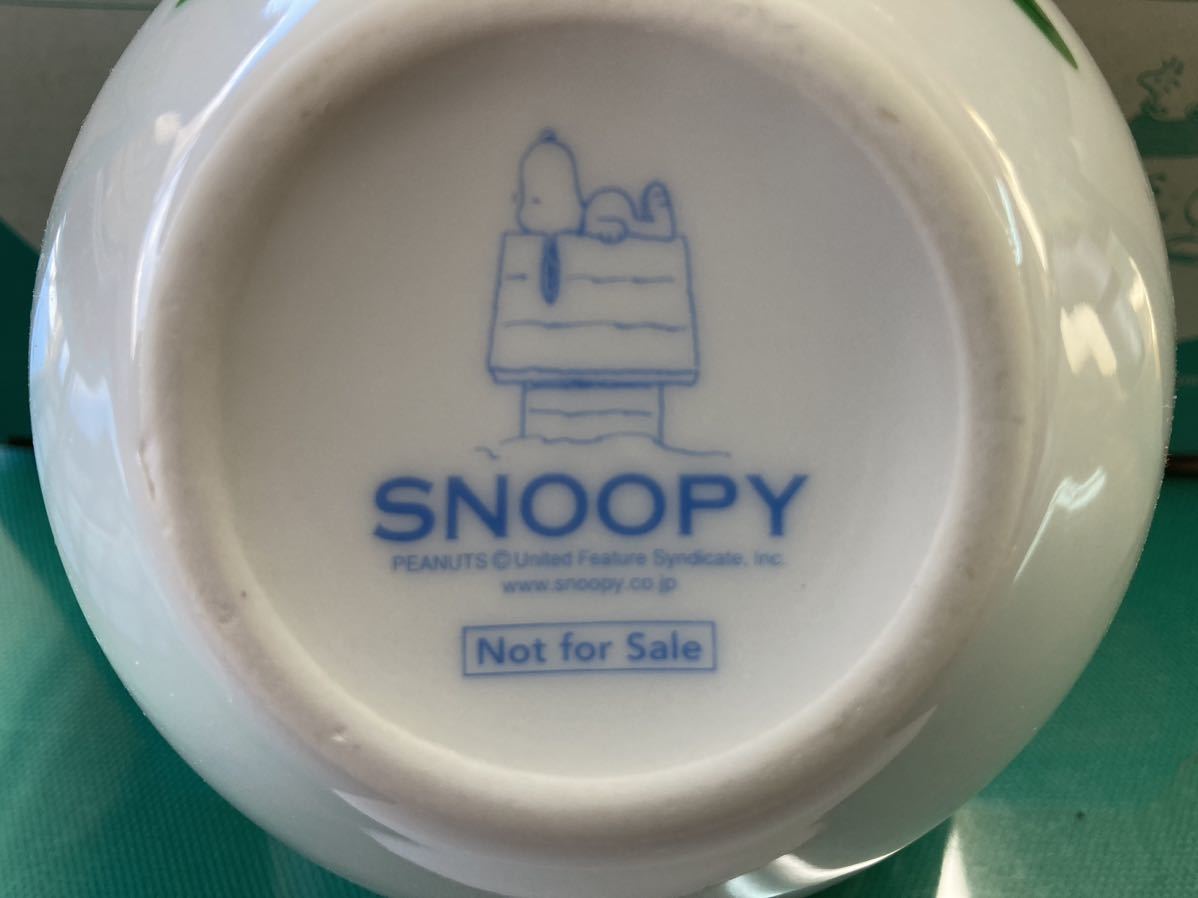 SNOOPY
PEANUTS © United Feature Syndicate, Inc.
www.snoopy.co.jp
Not for Sale